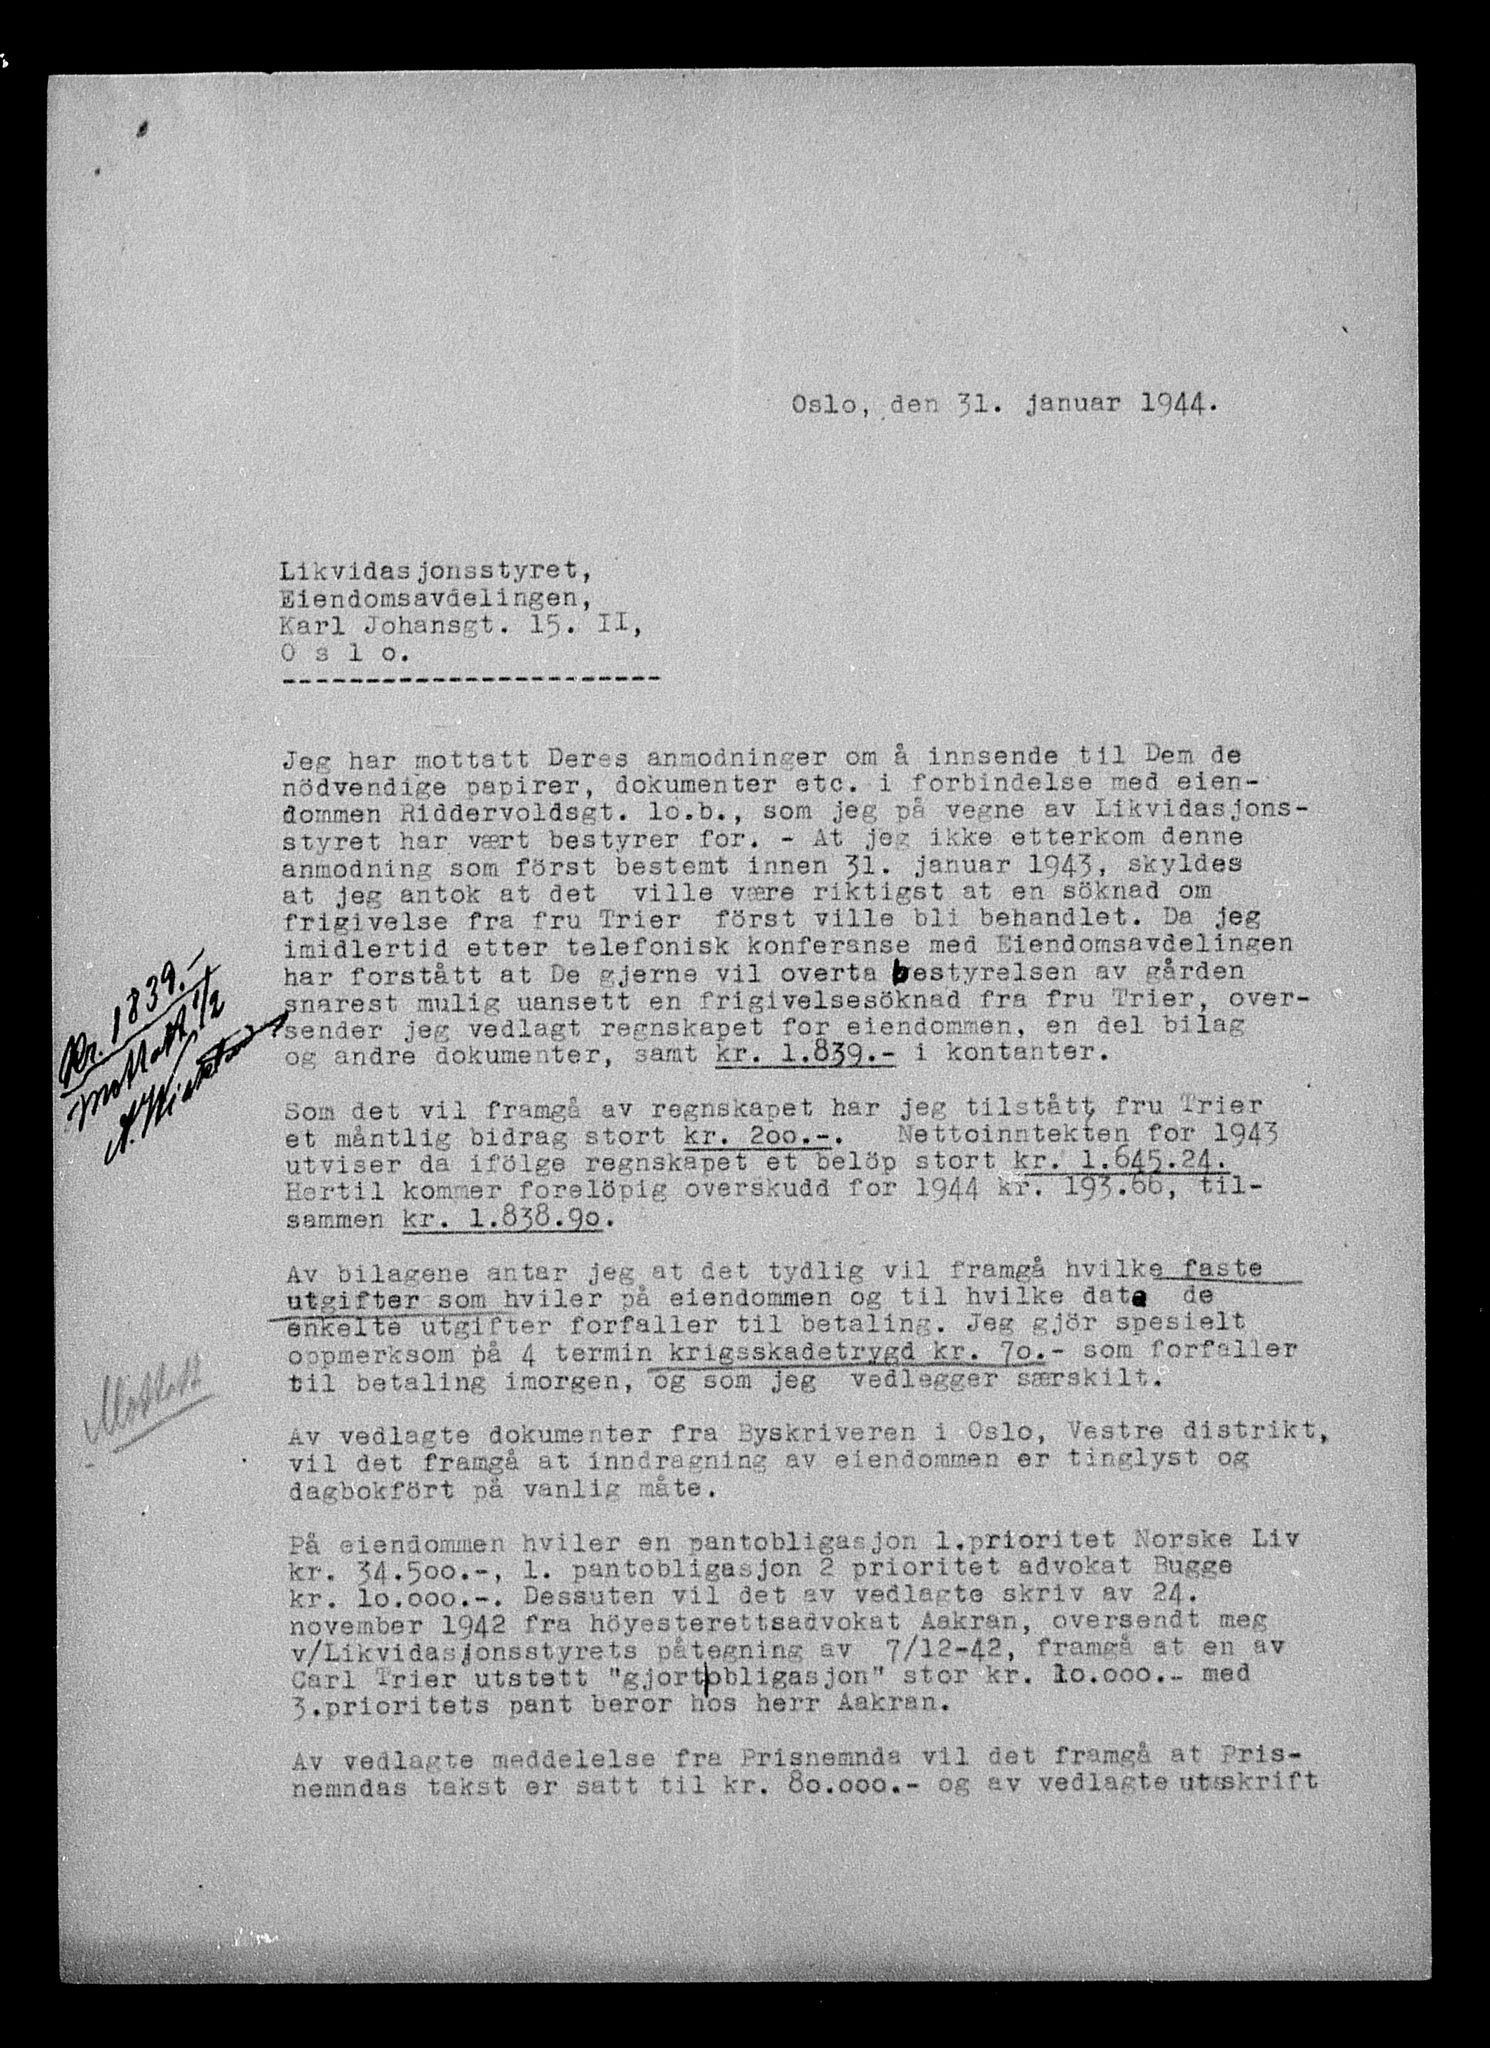 Oslo, den 31. januar 1944.
Likvidasjonsstyret,
Eiendomsavdelingen,
Karl Johansgt. 15. II,
O s l o.
---------------------------
Jeg har mottatt Deres anmodninger om å innsende til Dem de
nödvendige papirer, dokumenter etc. i forbindelse med eien-
dommen Riddervoldsgt. lo.b., som jeg på vegne av Likvidasjons-
styret har vært bestyrer for. - At jeg ikke etterkom denne
anmodning som först bestemt innen 31. januar 1943, skyldes
at jeg antok at det ville være riktigst at en söknad om
frigivelse fra fru Trier först ville bli behandlet. Da jeg
imidlertid etter telefonisk konferanse med Eiendomsavdelingen
har forstått at De gjerne vil overta bestyrelsen av gården
snarest mulig uansett en frigivelsesöknad fra fru Trier, over-
sender jeg vedlagt regnskapet for eiendommen, en del bilag
og andre dokumenter, samt kr. 1.839.- i kontanter.
Kr. 1839.-
Mottatt 1/2
Som det vil framgå av regnskapet har jeg tilstått fru Trier
et måntlig bidrag stort kr. 2oo.-. Nettoinntekten for 1943
utviser da ifölge regnskapet et belöp stort kr. 1.645.24.
Hertil kommer forelöpig overskudd for 1944 kr. 193.66, til-
sammen kr. 1.838.9o.
Av bilagene antar jeg at det tydlig vil framgå hvilke faste
utgifter som hviler på eiendommen og til hvilke data de
enkelte utgifter forfaller til betaling. Jeg gjör spesielt
oppmerksom på 4 termin krigsskadetrygd kr. 7o.- som forfaller
til betaling imorgen, og som jeg vedlegger særskilt.
Mottatt
Av vedlagte dokumenter fra Byskriveren i Oslo, Vestre distrikt,
vil det framgå at inndragning av eiendommen er tinglyst og
dagbokfört på vanlig måte.
På eiendommen hviler en pantobligasjon 1.prioritet Norske Liv
kr. 34.5oo.-, 1. pantobligasjon 2 prioritet advokat Bugge
kr. lo.ooo.-. Dessuten vil det av vedlagte skriv av 24.
november 1942 fra höyesterettsadvokat Aakran, oversendt meg
v/Likvidasjonsstyrets påtegning av 7/12-42, framgå at en av
Carl Trier utstett "gjortobligasjon" stor kr. lo.ooo.- med
3.prioritets pant beror hos herr Aakran.
Av vedlagte meddelelse fra Prisnemnda vil det framgå at Pris-
nemndas takst er satt til kr. 8o.ooo.- og av vedlagte utskrift